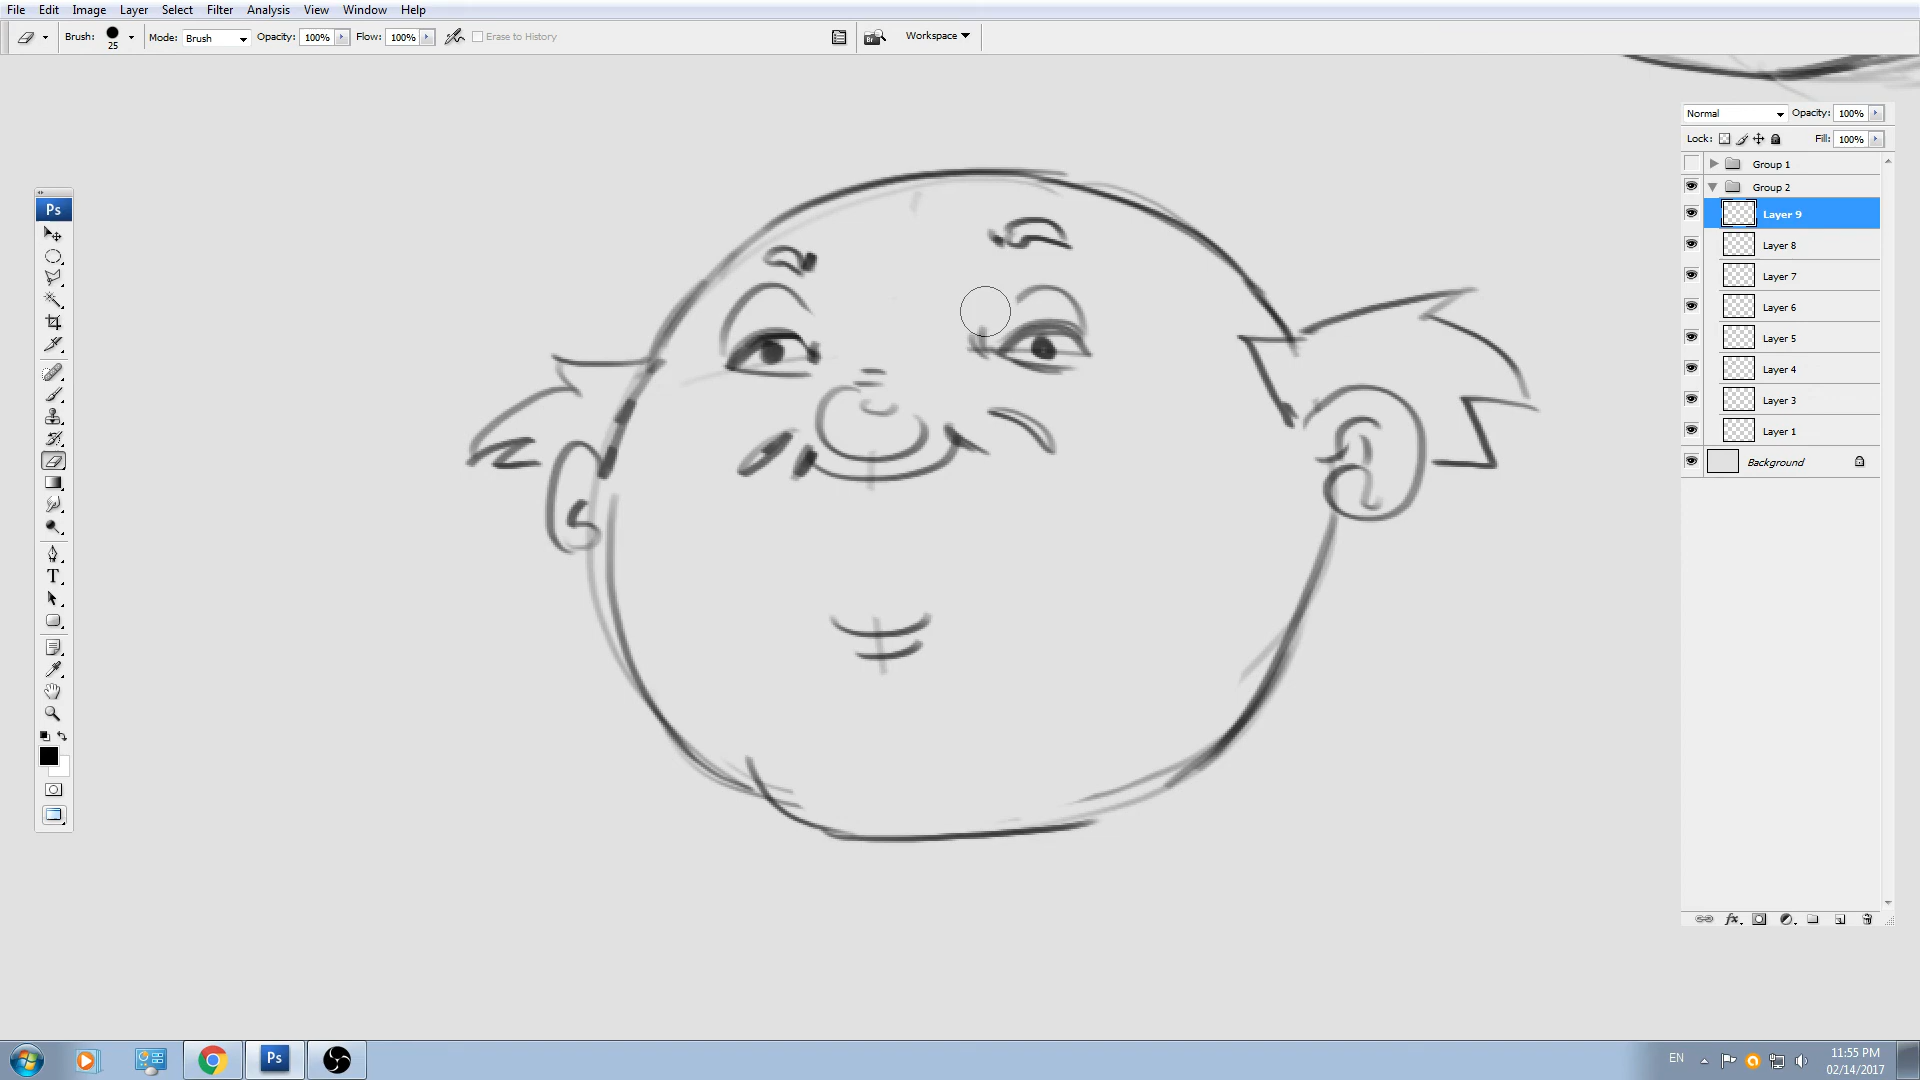 File Edit Image Layer Select Filter Analysis View Window Help
Brush: 25 Mode: Brush Opacity: 100% Flow: 100% Erase to History Br Workspace
Normal Opacity: 100%
Lock: Fill: 100%
Group 1
Group 2
Ps
Layer 9
Layer 8
Layer 7
Layer 6
Layer 5
Layer 4
Layer 3
Layer 1
Background
T
fx
Ps
EN
11:55 PM
02/14/2017